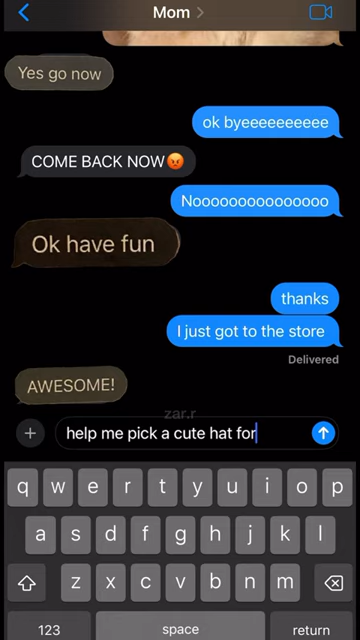 Mom
Yes go now
ok byeeeeeeeeee
COME BACK NOW😡
Nooooooooooooooo
Ok have fun
thanks
I just got to the store
Delivered
AWESOME!
zar.r
help me pick a cute hat for
q w e r t y u i o p
a s d f g h j k l
z x c v b n m
123 space return